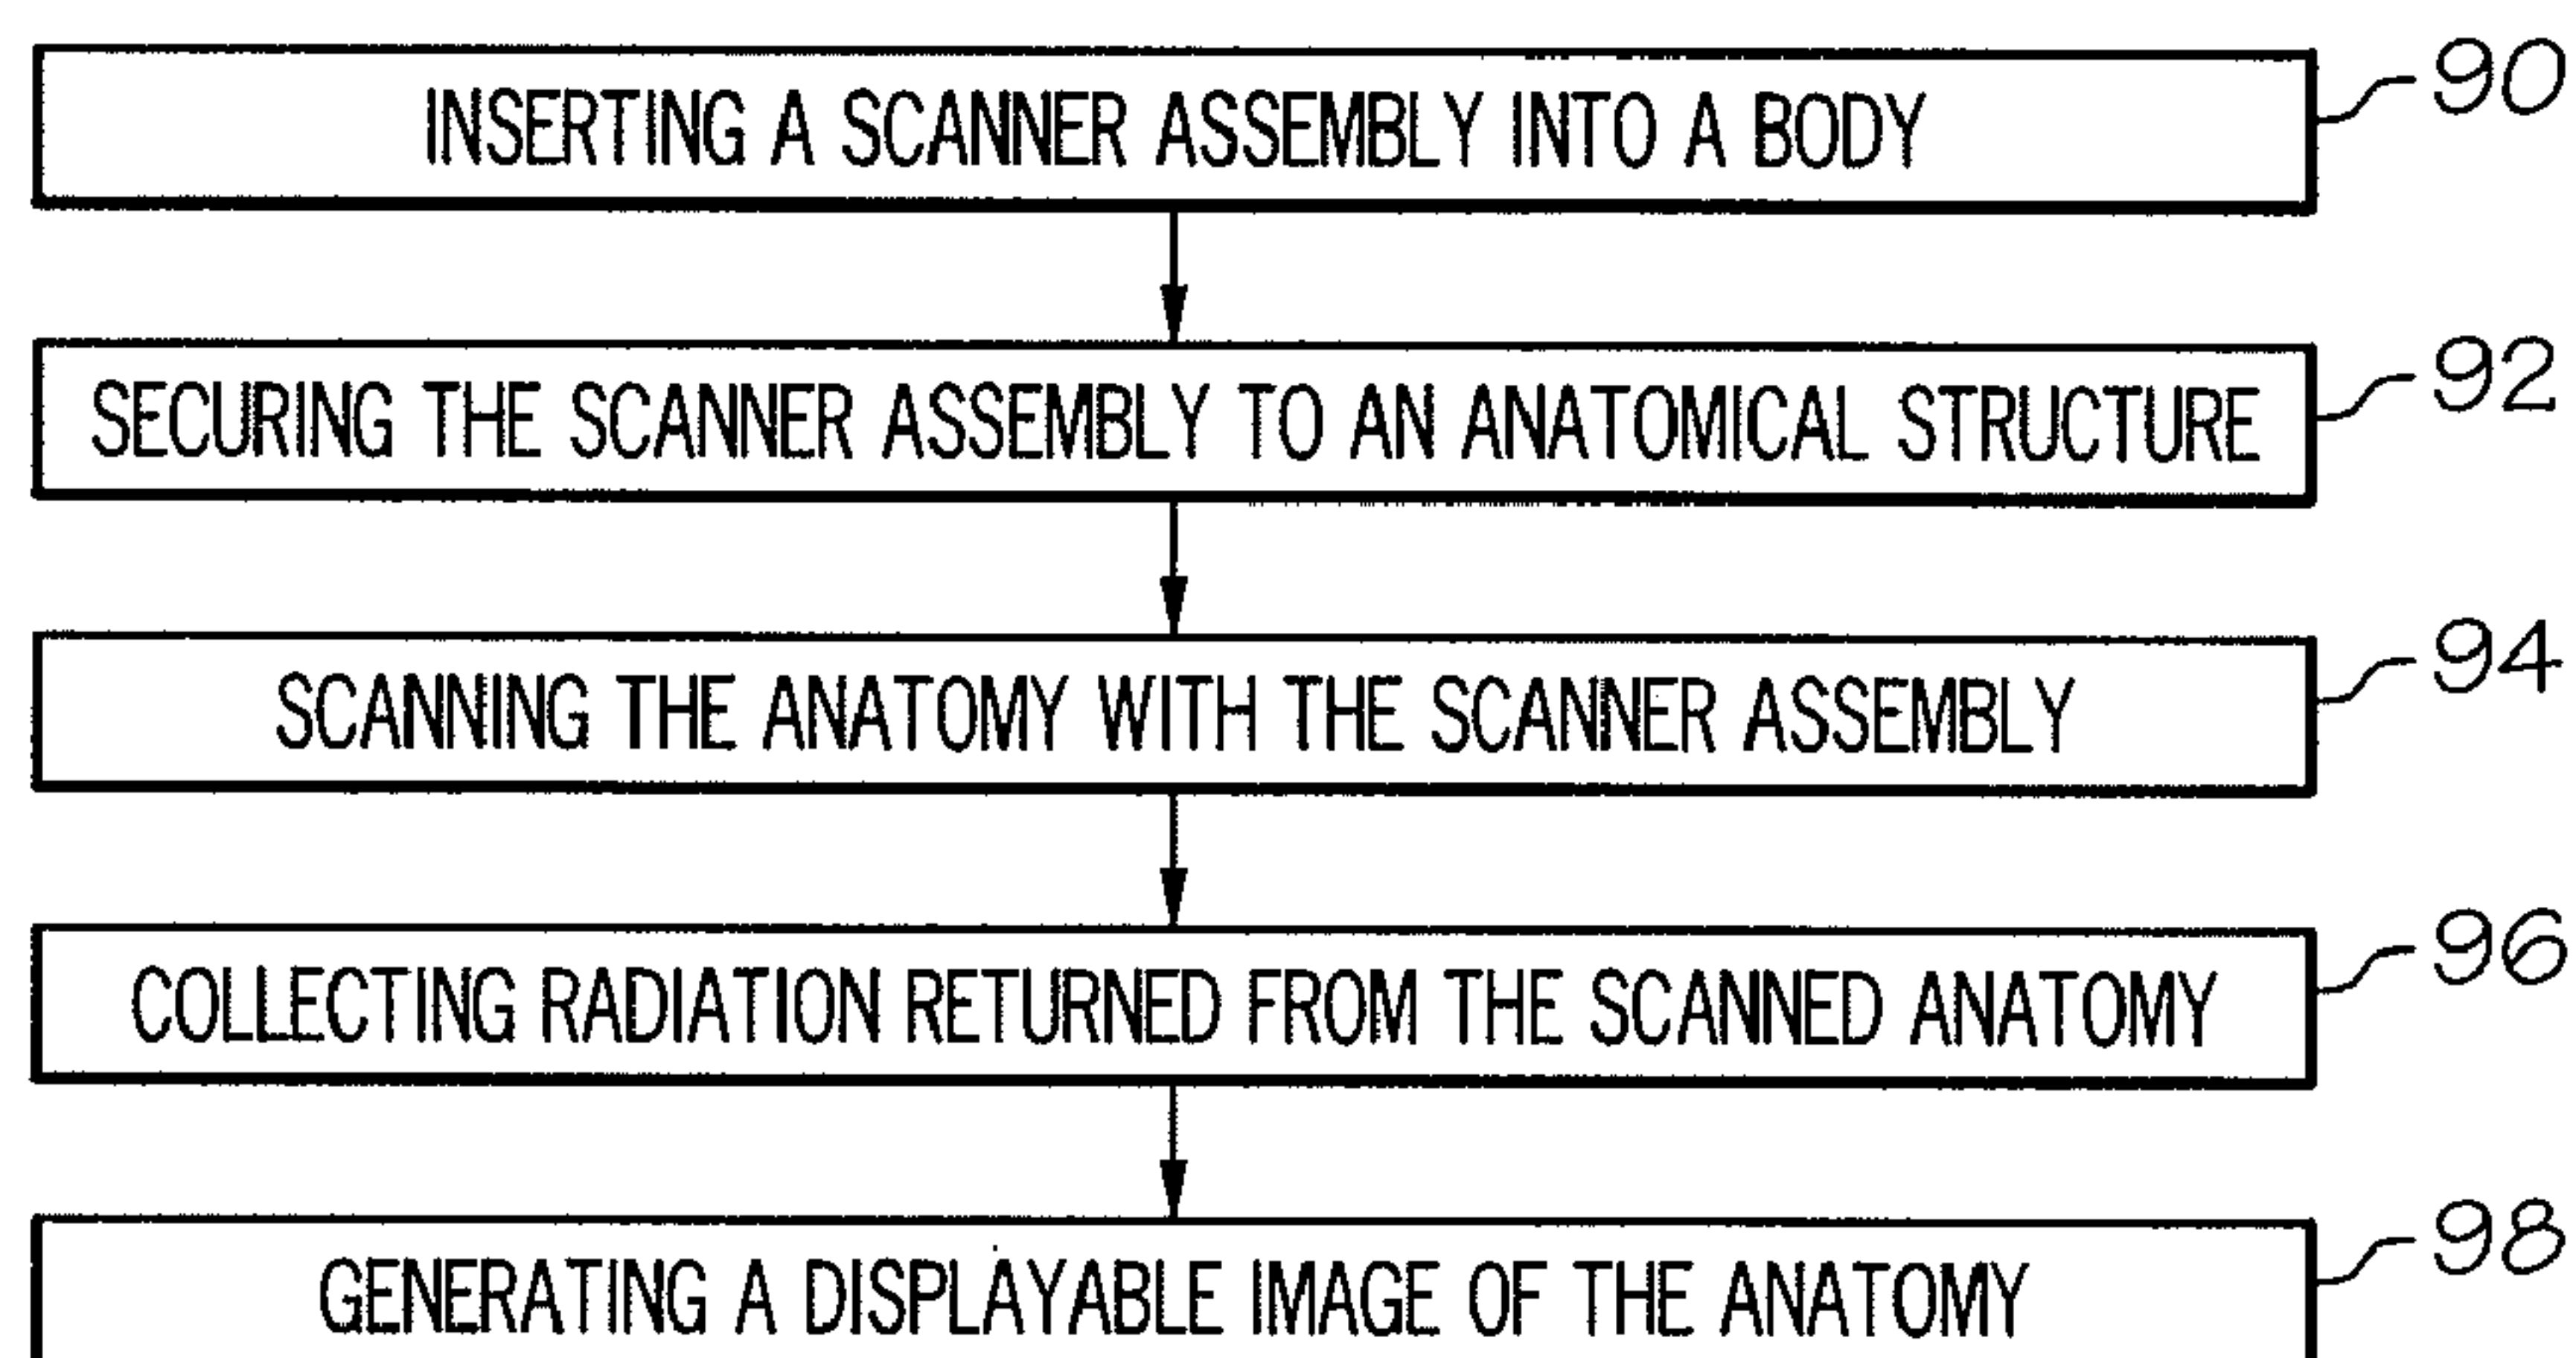 INSERTING A SCANNER ASSEMBLY INTO A BODY 90
SECURING THE SCANNER ASSEMBLY TO AN ANATOMICAL STRUCTURE 92
SCANNING THE ANATOMY WITH THE SCANNER ASSEMBLY 94
COLLECTING RADIATION RETURNED FROM THE SCANNED ANATOMY 96
GENERATING A DISPLAYABLE IMAGE OF THE ANATOMY 98